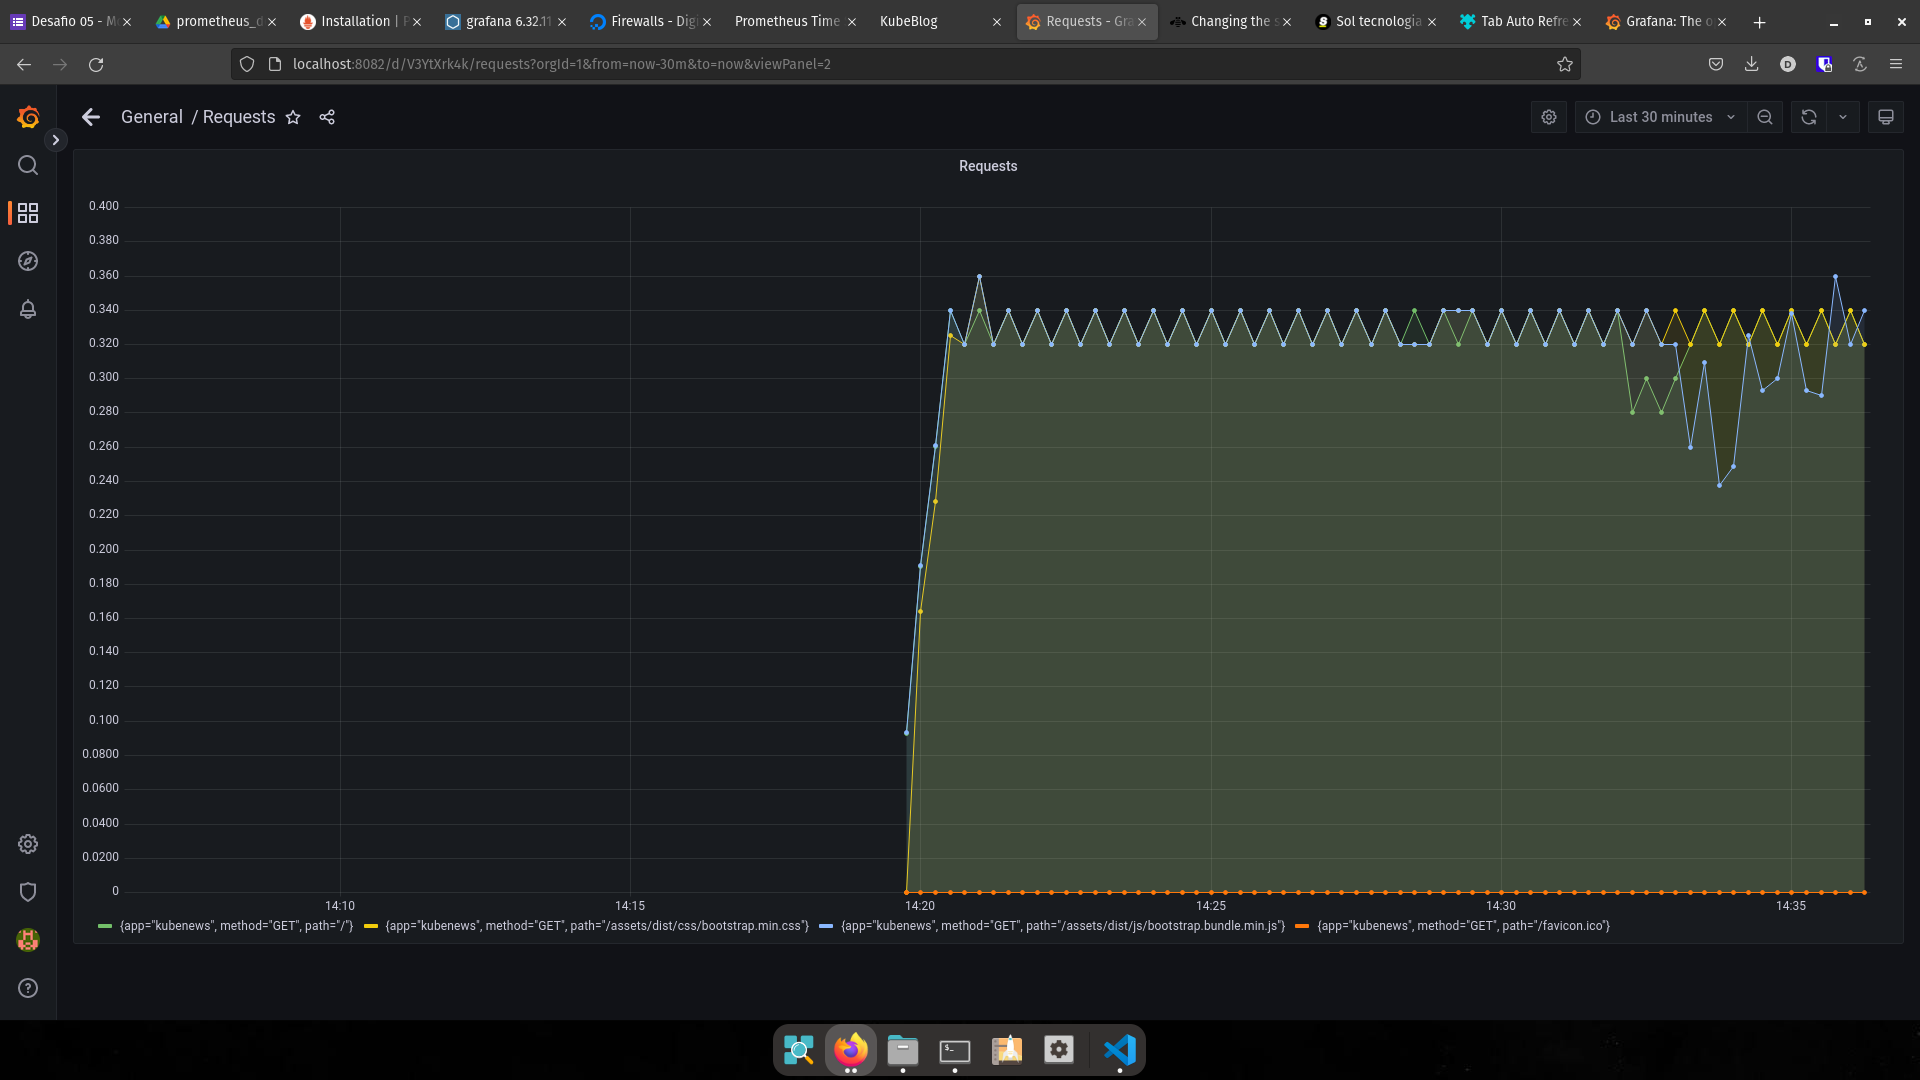 Desafio 05 - Mo
prometheus_d
Installation | P
grafana 6.32.11
Firewalls - Digi
Prometheus Time
KubeBlog
Requests - Gra
Changing the s
Sol tecnologia
Tab Auto Refre
Grafana: The o
localhost:8082/d/V3YtXrk4k/requests?orgId=1&from=now-30m&to=now&viewPanel=2
General / Requests
Last 30 minutes
Requests
0.400
0.380
0.360
0.340
0.320
0.300
0.280
0.260
0.240
0.220
0.200
0.180
0.160
0.140
0.120
0.100
0.0800
0.0600
0.0400
0.0200
0
14:10 14:15 14:20 14:25 14:30 14:35
{app="kubenews", method="GET", path="/"} {app="kubenews", method="GET", path="/assets/dist/css/bootstrap.min.css"} {app="kubenews", method="GET", path="/assets/dist/js/bootstrap.bundle.min.js"} {app="kubenews", method="GET", path="/favicon.ico"}